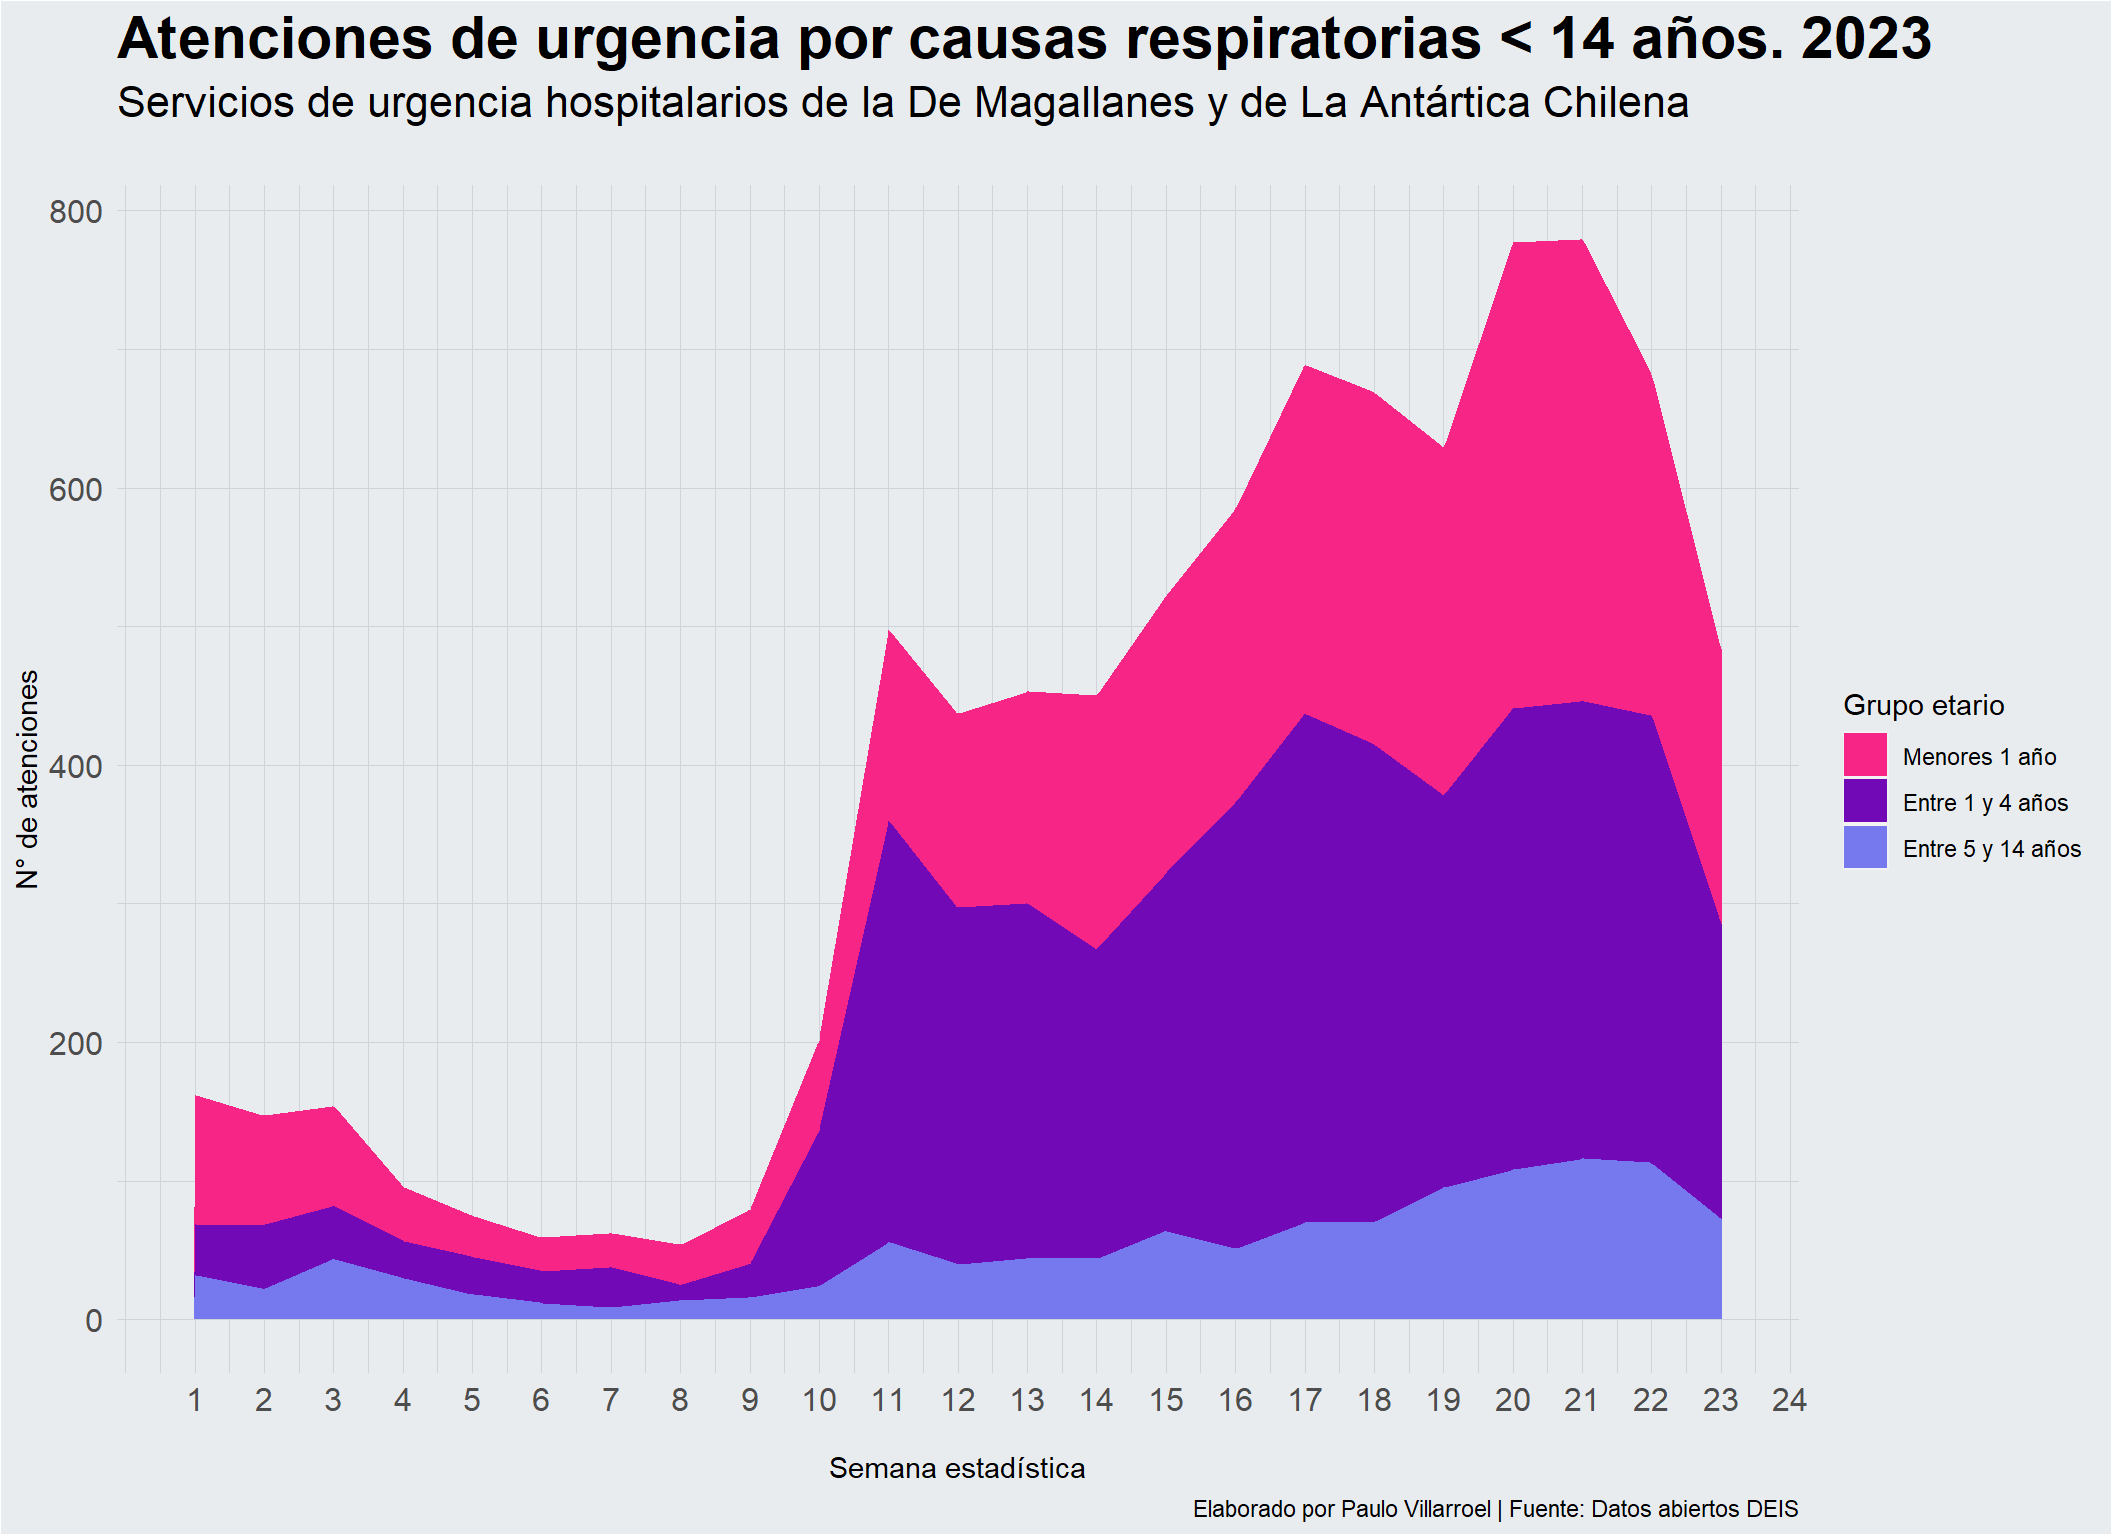 Atenciones de urgencia por causas respiratorias < 14 años. 2023
Servicios de urgencia hospitalarios de la De Magallanes y de La Antártica Chilena
800
600
400
200
0
N° de atenciones
1 2 3 4 5 6 7 8 9 10 11 12 13 14 15 16 17 18 19 20 21 22 23 24
Semana estadística
Grupo etario
Menores 1 año
Entre 1 y 4 años
Entre 5 y 14 años
Elaborado por Paulo Villarroel | Fuente: Datos abiertos DEIS